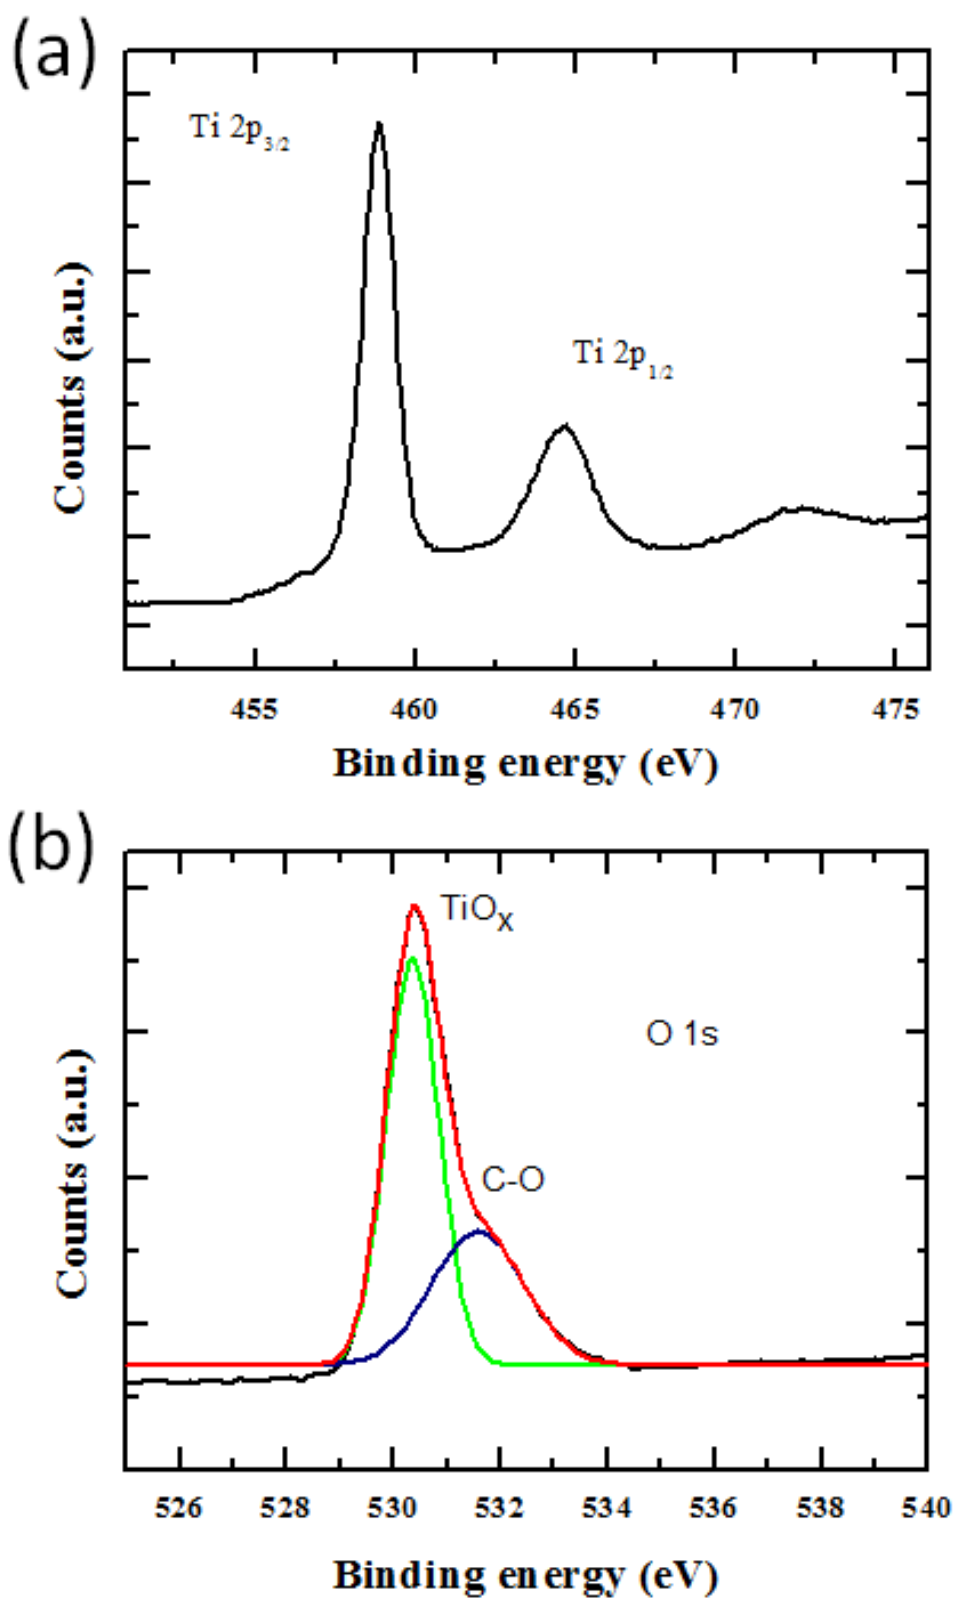 (a)
Ti 2p3/2
Ti 2p1/2
Counts (a.u.)
455 460 465 470 475
Binding energy (eV)
(b)
TiOX
O 1s
C-O
Counts (a.u.)
526 528 530 532 534 536 538 540
Binding energy (eV)